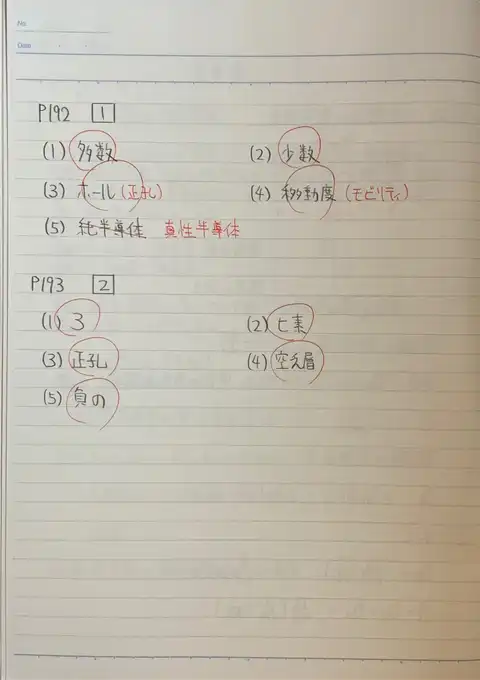 No.
Date
P192 1
(1) 多数 (2) 少数
(3) ホール (正孔) (4) 移動度 (モビリティ)
(5) 純半導体 真性半導体
P193 2
(1) 3 (2) ヒ素
(3) 正孔 (4) 空乏層
(5) 負の